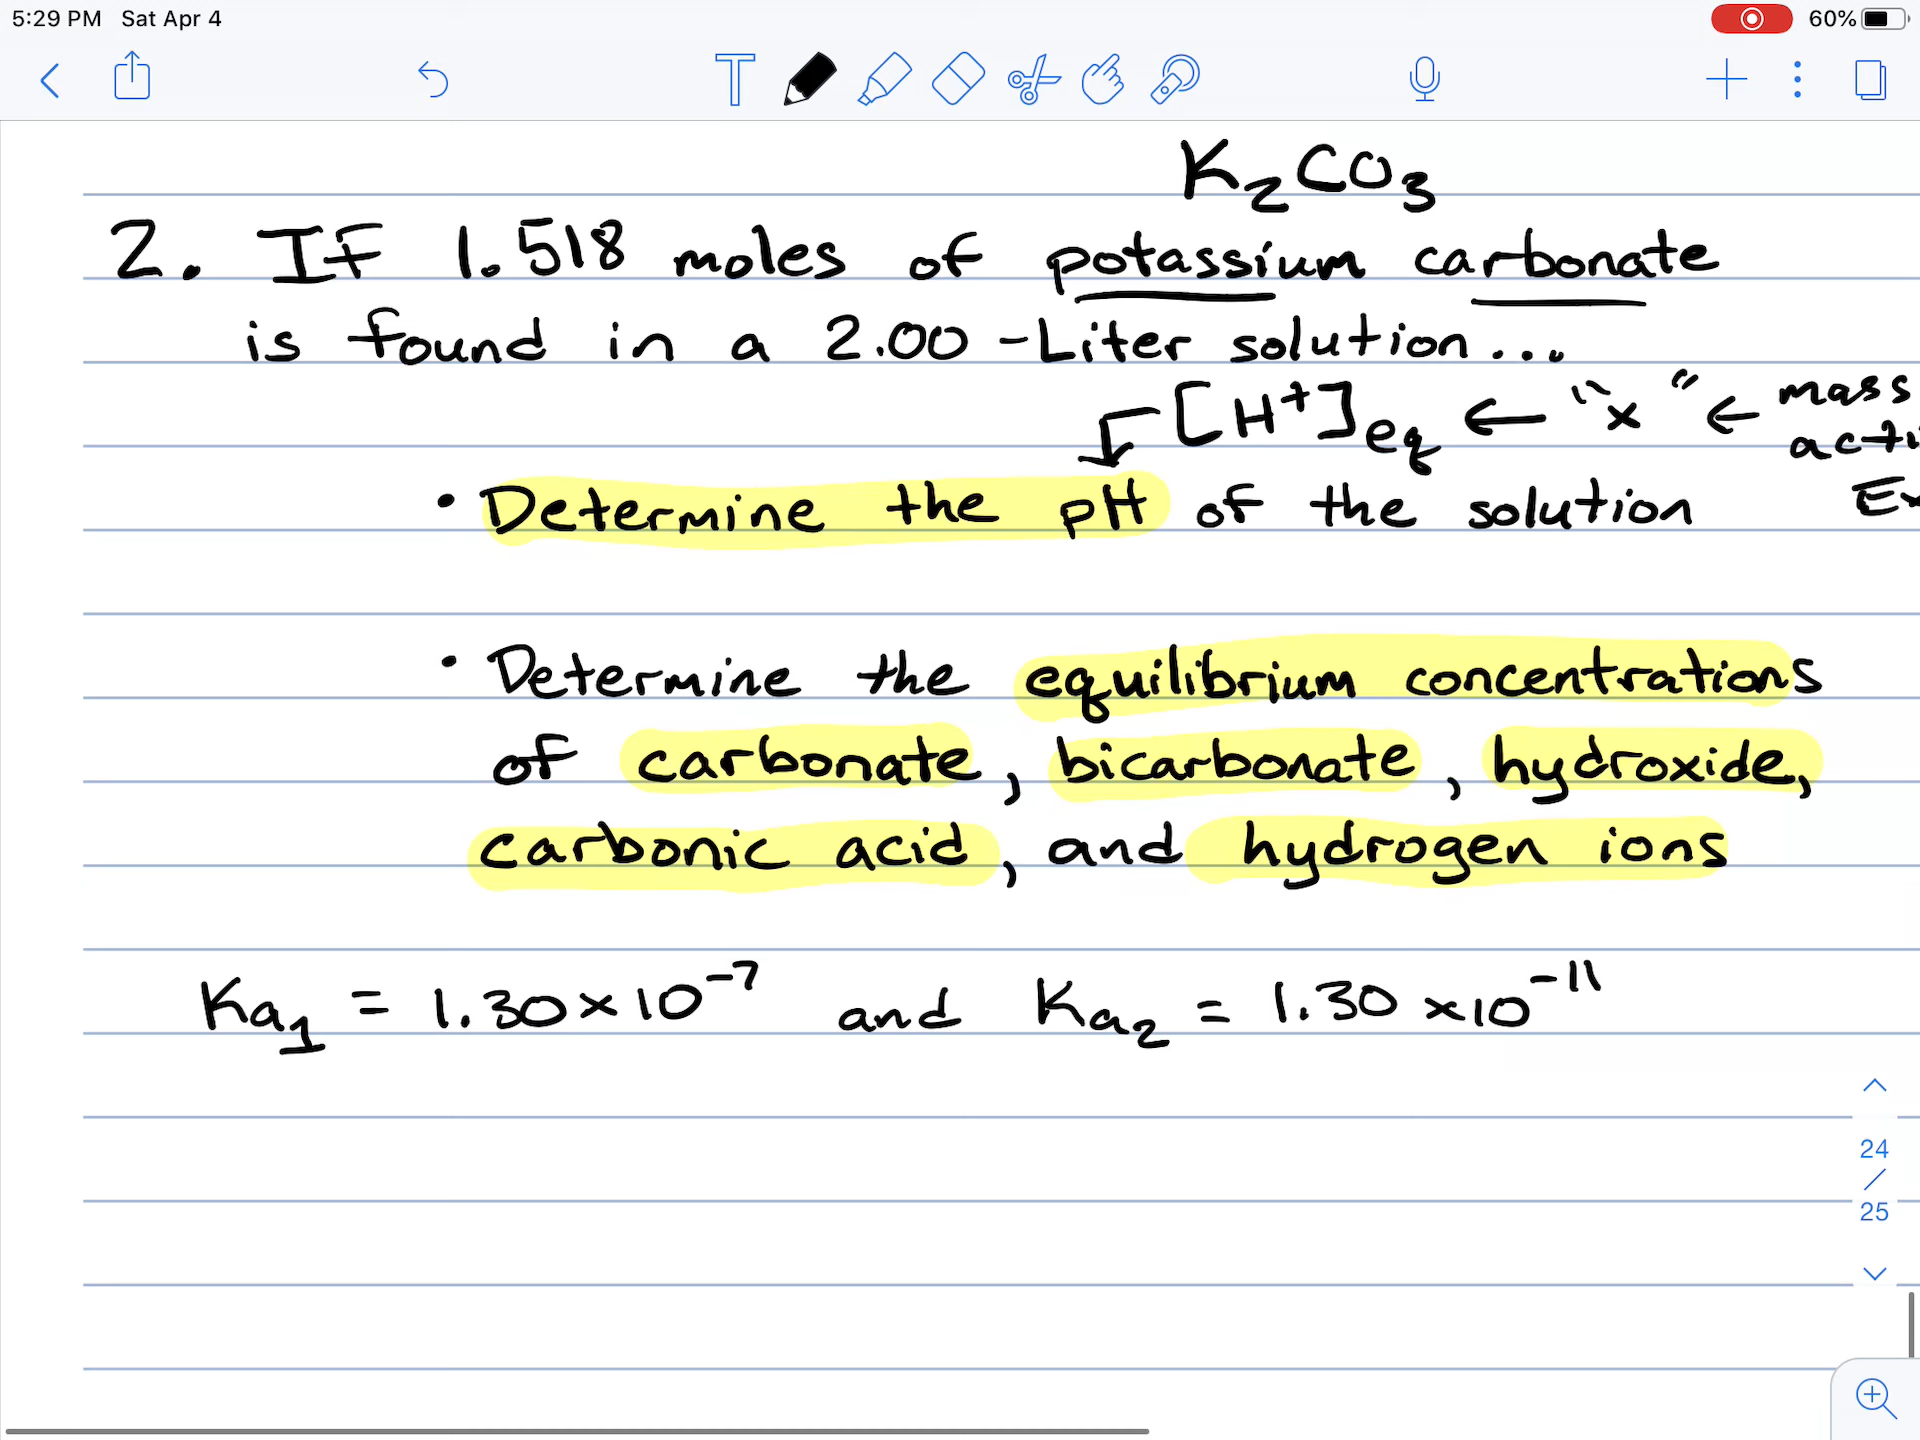 5:29 PM Sat Apr 4
60%
K₂CO₃
2. If 1.518 moles of potassium carbonate
is found in a 2.00 -Liter solution...
[H⁺]eq ← "x" ← mass
• Determine the pH of the solution
• Determine the equilibrium concentrations
of carbonate, bicarbonate, hydroxide,
carbonic acid, and hydrogen ions
Ka₁ = 1.30 x 10⁻⁷ and Ka₂ = 1.30 x10⁻¹¹
24
/
25